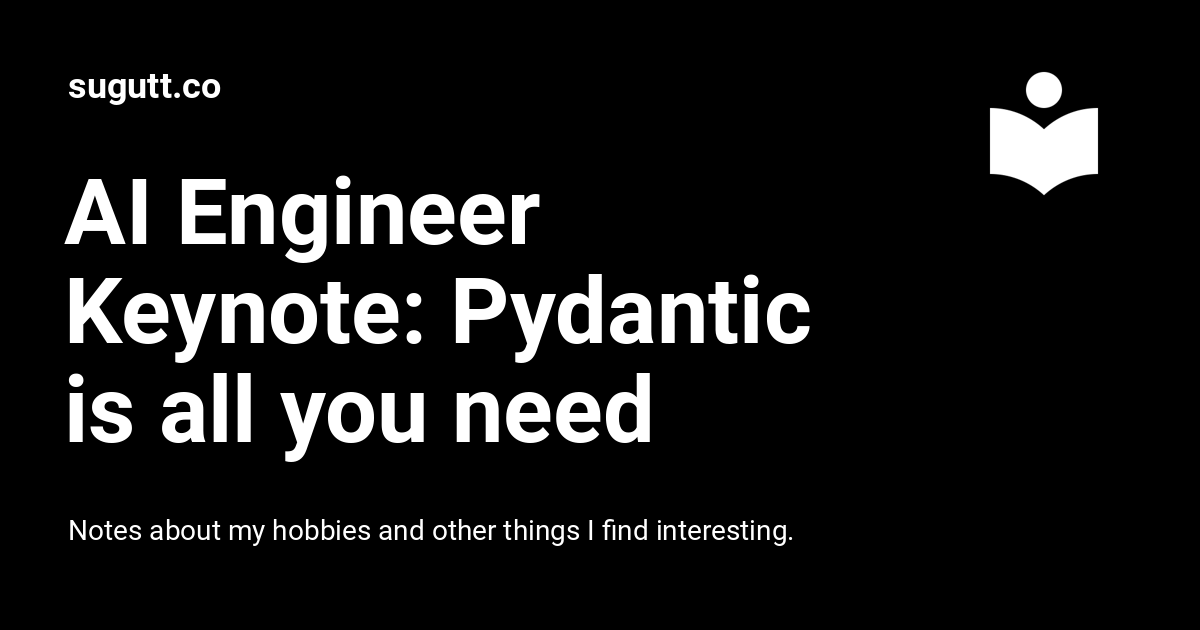 sugutt.co
AI Engineer
Keynote: Pydantic
is all you need
Notes about my hobbies and other things I find interesting.